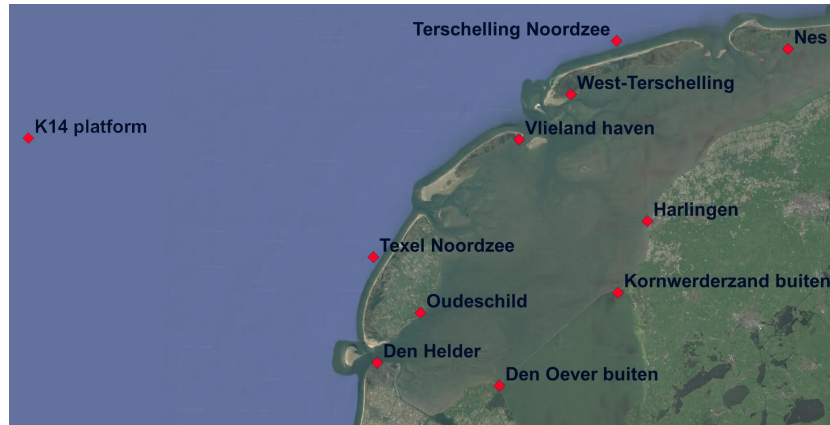 Terschelling Noordzee
Nes
West-Terschelling
K14 platform
Vlieland haven
Harlingen
Texel Noordzee
Kornwerderzand buiten
Oudeschild
Den Helder
Den Oever buiten